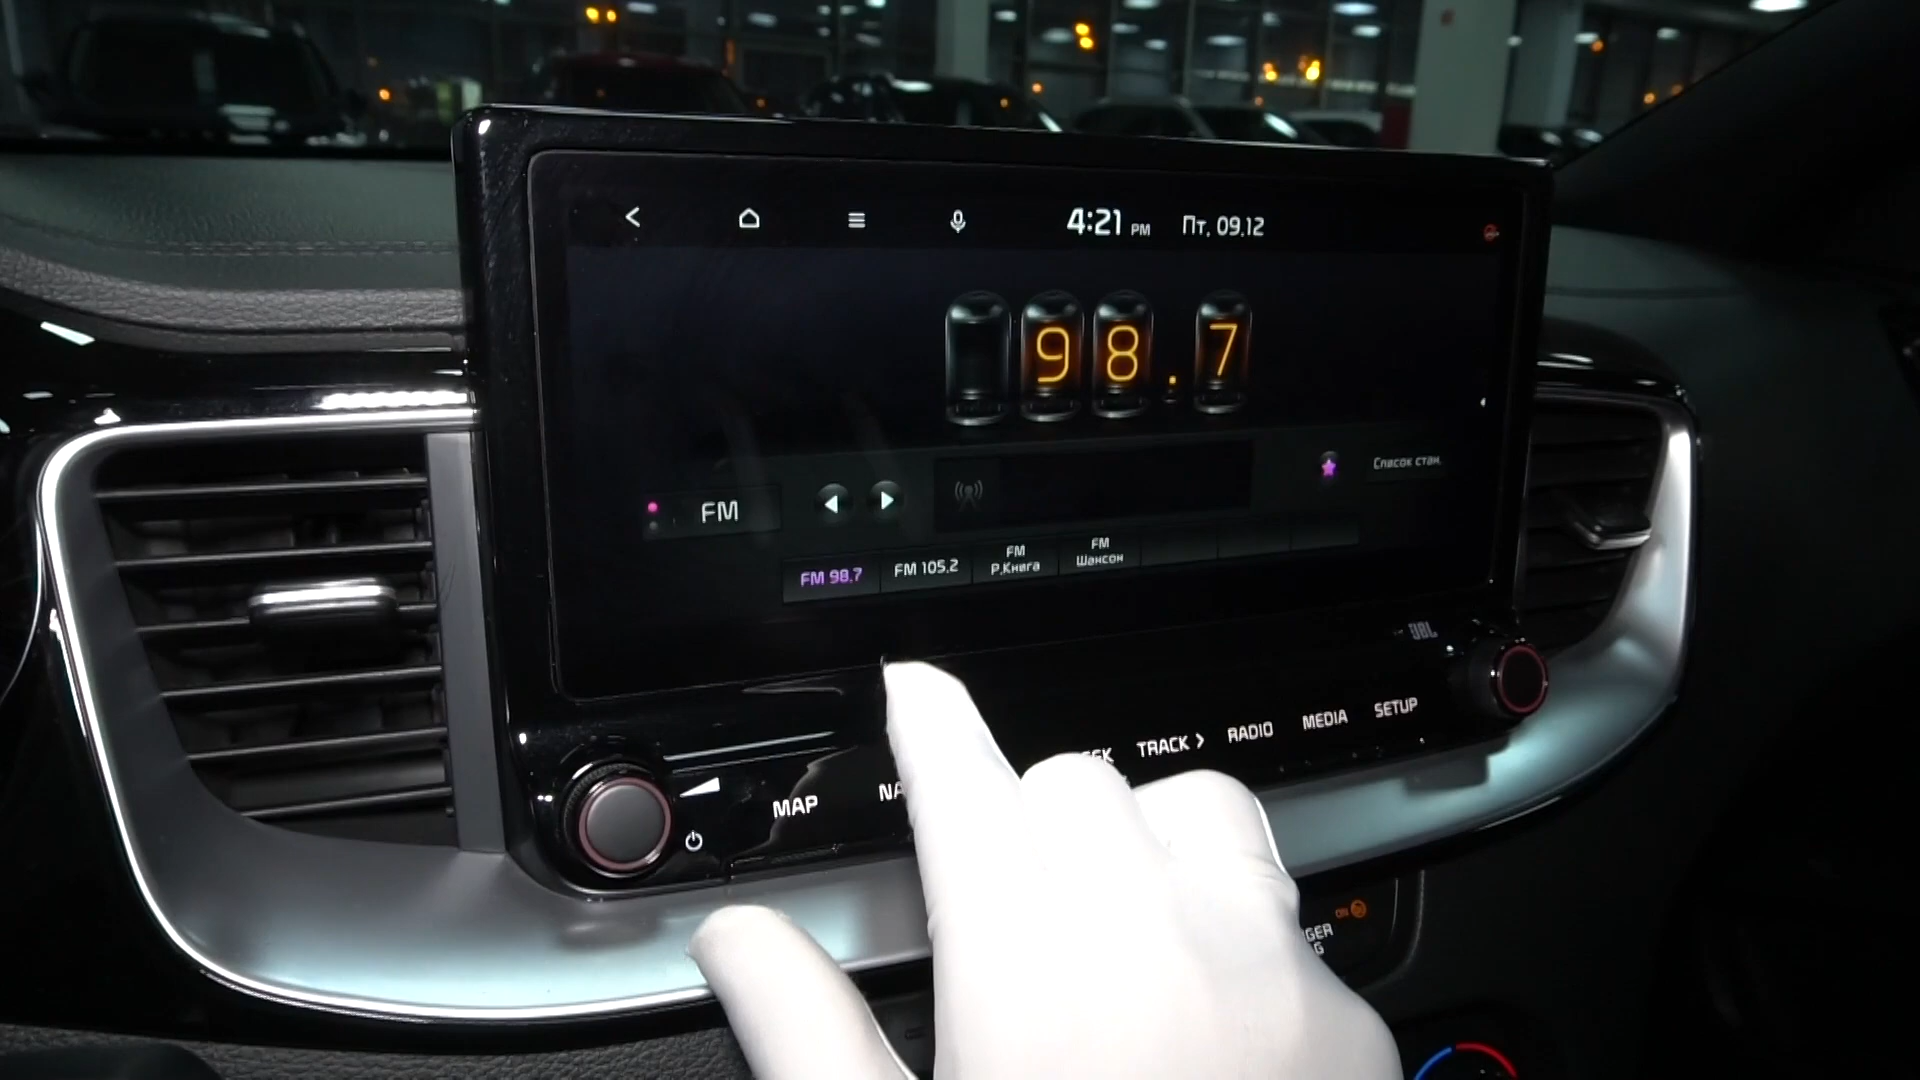 4:21 PM Пт, 09.12
98.7
FM
Список стан.
FM 98.7
FM 105.2
FM
Р.Книга
FM
Шансон
JBL
MAP
TRACK >
RADIO
MEDIA
SETUP